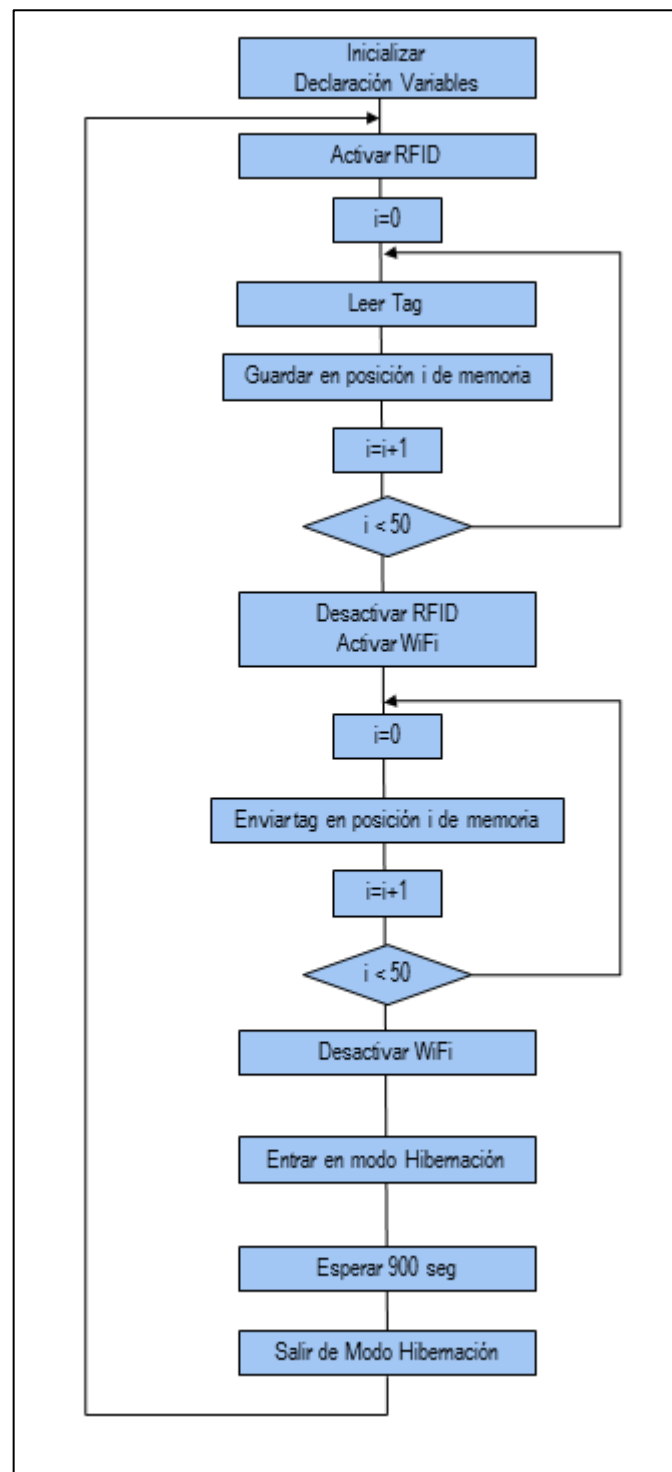 Inicializar
Declaración Variables
Activar RFID
i=0
Leer Tag
Guardar en posición i de memoria
i=i+1
i < 50
Desactivar RFID
Activar WiFi
i=0
Enviar tag en posición i de memoria
i=i+1
i < 50
Desactivar WiFi
Entrar en modo Hibernación
Esperar 900 seg
Salir de Modo Hibernación